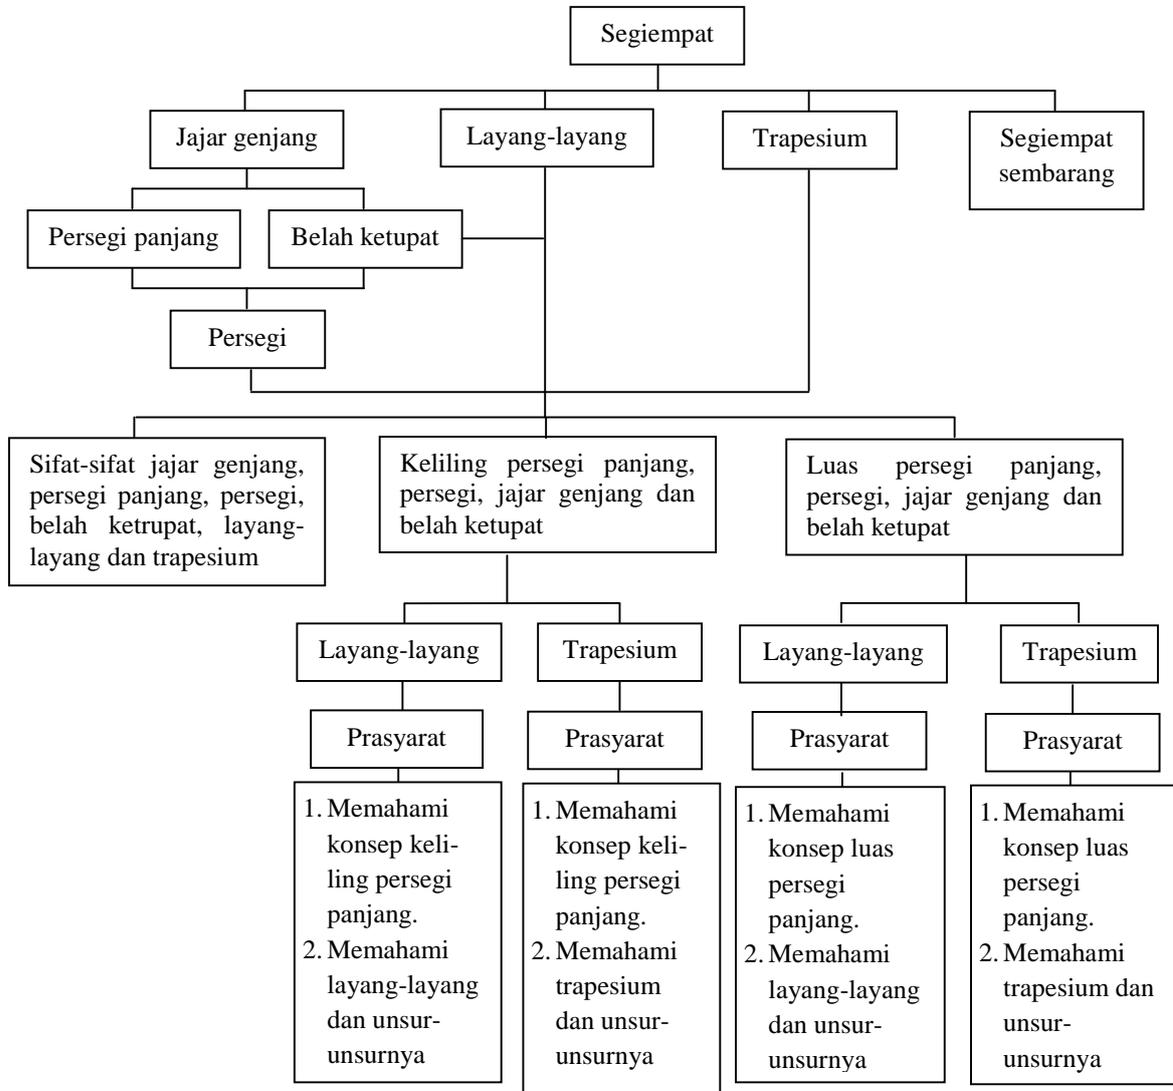 Segiempat
Jajar genjang
Layang-layang
Trapesium
Segiempat
sembarang
Persegi panjang
Belah ketupat
Persegi
Sifat-sifat jajar genjang,
persegi panjang, persegi,
belah ketrupat, layang-
layang dan trapesium
Keliling persegi panjang,
persegi, jajar genjang dan
belah ketupat
Luas persegi panjang,
persegi, jajar genjang dan
belah ketupat
Layang-layang
Trapesium
Layang-layang
Trapesium
Prasyarat
Prasyarat
Prasyarat
Prasyarat
1. Memahami
konsep keli-
ling persegi
panjang.
2. Memahami
layang-layang
dan unsur-
unsurnya
1. Memahami
konsep keli-
ling persegi
panjang.
2. Memahami
trapesium
dan unsur-
unsurnya
1. Memahami
konsep luas
persegi
panjang.
2. Memahami
layang-layang
dan unsur-
unsurnya
1. Memahami
konsep luas
persegi
panjang.
2. Memahami
trapesium dan
unsur-
unsurnya